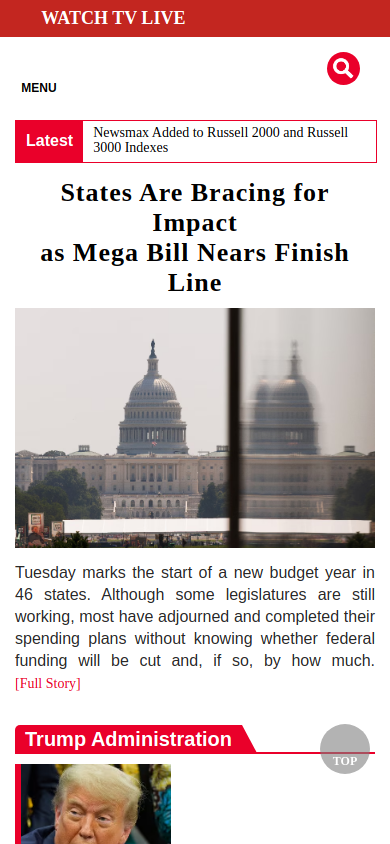 WATCH TV LIVE
MENU
Latest
Newsmax Added to Russell 2000 and Russell
3000 Indexes
States Are Bracing for
Impact
as Mega Bill Nears Finish
Line
Tuesday marks the start of a new budget year in
46 states. Although some legislatures are still
working, most have adjourned and completed their
spending plans without knowing whether federal
funding will be cut and, if so, by how much.
[Full Story]
Trump Administration
TOP